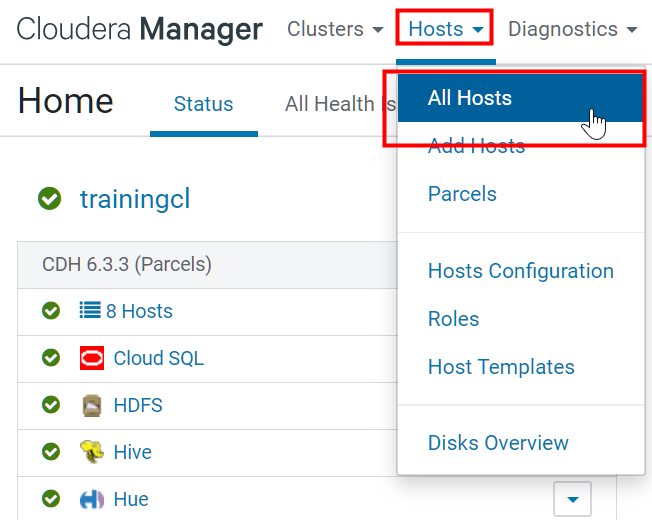 Cloudera Manager Clusters Hosts Diagnostics
Home Status All Health Is
All Hosts
Add Hosts
Parcels
Hosts Configuration
Roles
Host Templates
Disks Overview
trainingcl
CDH 6.3.3 (Parcels)
8 Hosts
Cloud SQL
HDFS
Hive
Hue